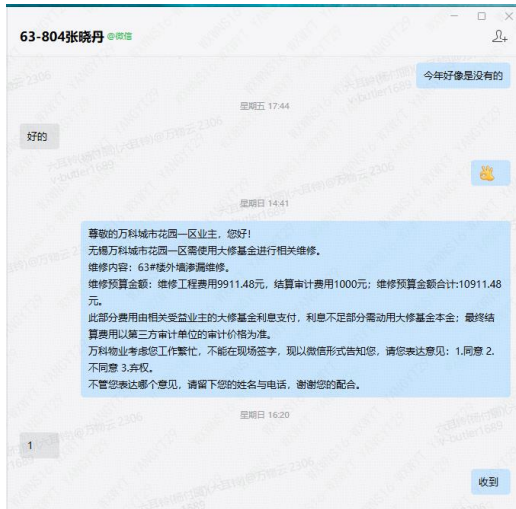 63-804张晓丹 @微信
今年好像是没有的
星期五 17:44
好的
星期日 14:41
尊敬的万科城市花园一区业主，您好！
无锡万科城市花园一区需使用大修基金进行相关维修。
维修内容：63#楼外墙渗漏维修。
维修预算金额：维修工程费用9911.48元，结算审计费用1000元；维修预算金额合计:10911.48
元。
此部分费用由相关受益业主的大修基金利息支付，利息不足部分需动用大修基金本金；最终结
算费用以第三方审计单位的审计价格为准。
万科物业考虑您工作繁忙，不能在现场签字，现以微信形式告知您，请您表达意见：1.同意 2.
不同意 3.弃权。
不管您表达哪个意见，请留下您的姓名与电话，谢谢您的配合。
星期日 16:20
1
收到